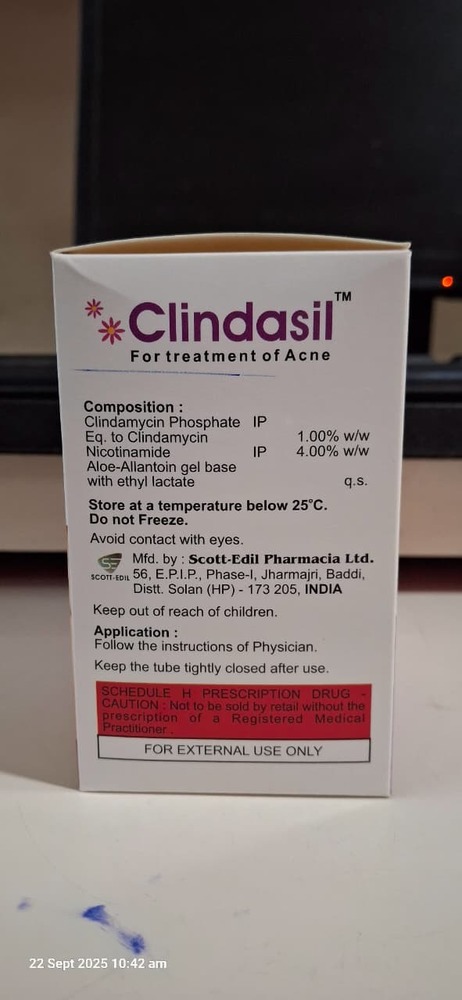 Clindasil™
For treatment of Acne
Composition :
Clindamycin Phosphate IP
Eq. to Clindamycin 1.00% w/w
Nicotinamide IP 4.00% w/w
Aloe-Allantoin gel base
with ethyl lactate q.s.
Store at a temperature below 25°C.
Do not Freeze.
Avoid contact with eyes.
Mfd. by : Scott-Edil Pharmacia Ltd.
SCOTT-EDIL 56, E.P.I.P., Phase-I, Jharmajri, Baddi,
Distt. Solan (HP) - 173 205, INDIA
Keep out of reach of children.
Application :
Follow the instructions of Physician.
Keep the tube tightly closed after use.
SCHEDULE H PRESCRIPTION DRUG -
CAUTION : Not to be sold by retail without the
prescription of a Registered Medical
Practitioner .
FOR EXTERNAL USE ONLY
22 Sept 2025 10:42 am